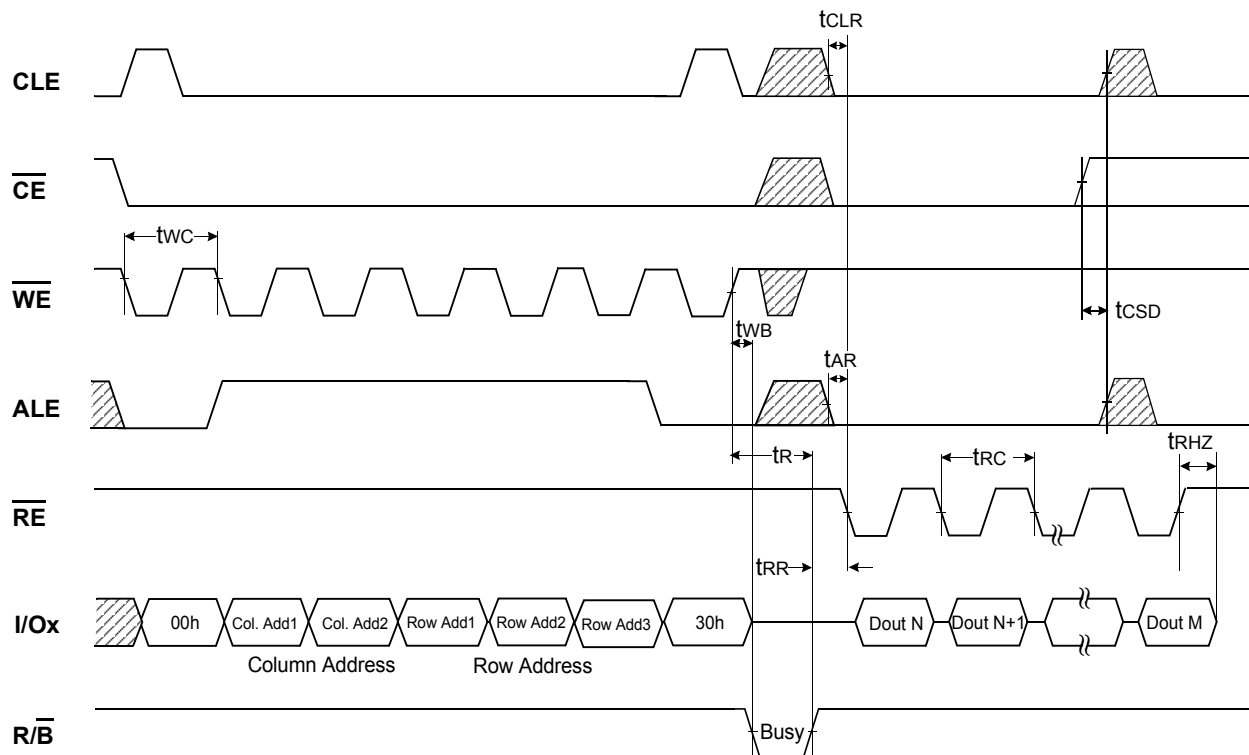 tCLR
CLE
CE
tWC
WE
tWB
tCSD
tAR
ALE
tR
tRC
tRHZ
RE
tRR
I/Ox
00h
Col. Add1
Col. Add2
Row Add1
Row Add2
Row Add3
30h
Dout N
Dout N+1
Dout M
Column Address
Row Address
R/B
Busy